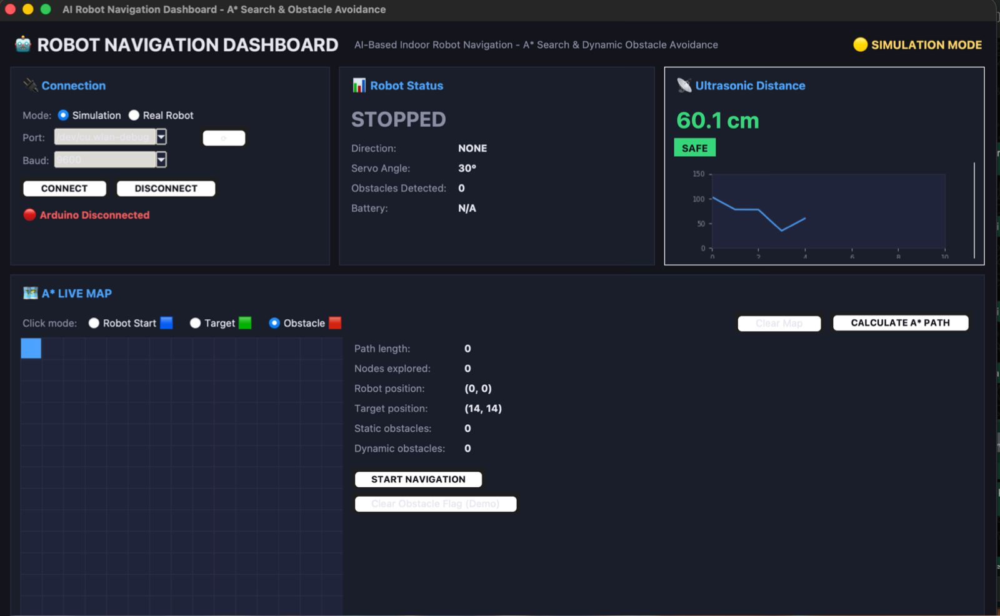 AI Robot Navigation Dashboard - A* Search & Obstacle Avoidance
ROBOT NAVIGATION DASHBOARD
AI-Based Indoor Robot Navigation - A* Search & Dynamic Obstacle Avoidance
SIMULATION MODE
Connection
Mode: Simulation Real Robot
Port: /dev/cu.wlan-debug
Baud: 9600
CONNECT DISCONNECT
Arduino Disconnected
Robot Status
STOPPED
Direction: NONE
Servo Angle: 30°
Obstacles Detected: 0
Battery: N/A
Ultrasonic Distance
60.1 cm
SAFE
150
100
50
0
0 2 4 6 8 10
A* LIVE MAP
Click mode: Robot Start Target Obstacle
Clear Map CALCULATE A* PATH
Path length: 0
Nodes explored: 0
Robot position: (0, 0)
Target position: (14, 14)
Static obstacles: 0
Dynamic obstacles: 0
START NAVIGATION
Clear Obstacle Flag (Demo)